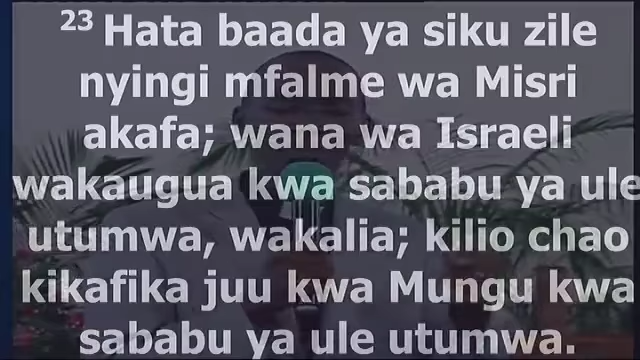 23 Hata baada ya siku zile
nyingi mfalme wa Misri
akafa; wana wa Israeli
wakaugua kwa sababu ya ule
utumwa, wakalia; kilio chao
kikafika juu kwa Mungu kwa
sababu ya ule utumwa.